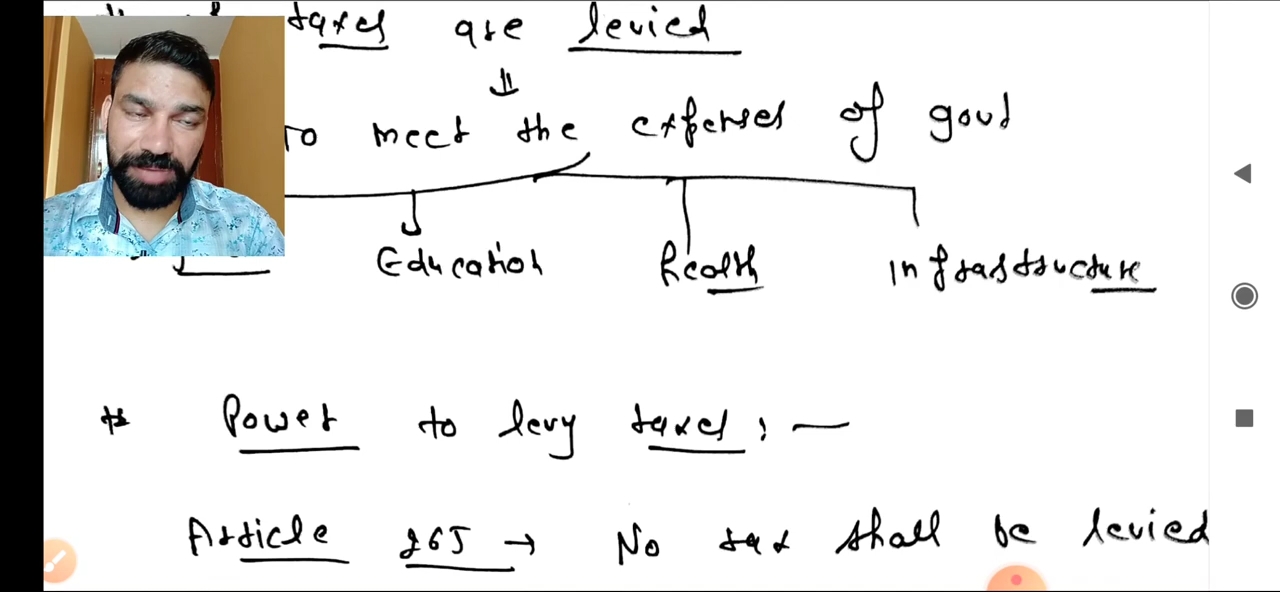 taxes are levied
to meet the expenses of govt
Education health infrastructure
* Power to levy taxes : —
Article 265 → No tax shall be levied